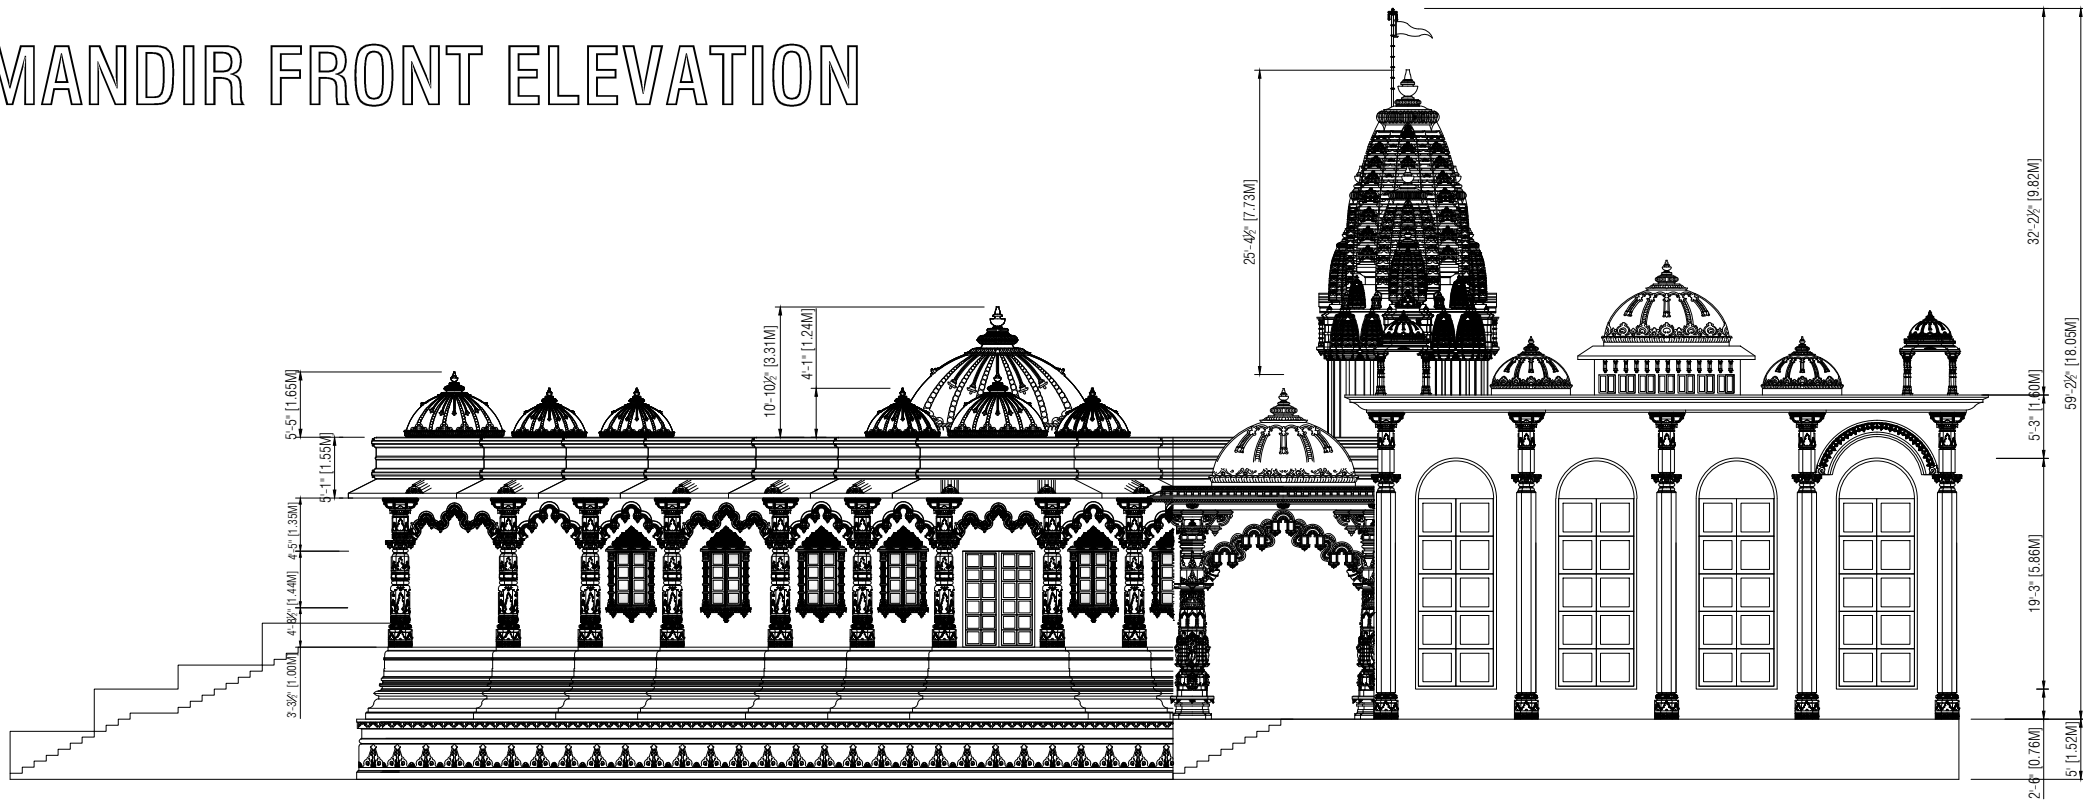 MANDIR FRONT ELEVATION
5'-5" [1.65M]
5'-1" [1.55M]
4'-5" [1.35M]
4'-8½" [1.44M]
3'-3½" [1.00M]
10'-10½" [3.31M]
4'-1" [1.24M]
25'-4½" [7.73M]
32'-2½" [9.82M]
5'-3" [1.60M]
19'-3" [5.86M]
2'-6" [0.76M]
59'-2½" [18.05M]
5' [1.52M]